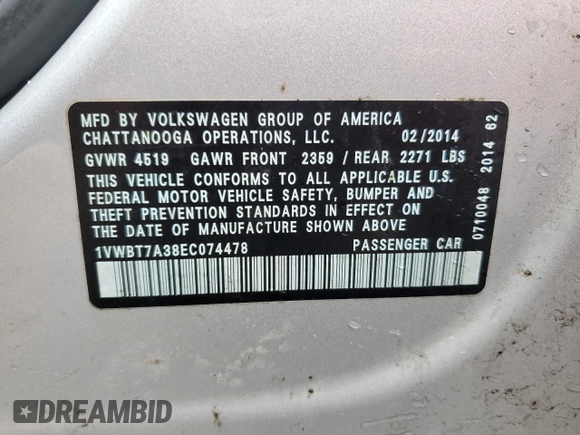 MFD BY VOLKSWAGEN GROUP OF AMERICA
CHATTANOOGA OPERATIONS, LLC. 02/2014
GVWR 4519 GAWR FRONT 2359 / REAR 2271 LBS
THIS VEHICLE CONFORMS TO ALL APPLICABLE U.S.
FEDERAL MOTOR VEHICLE SAFETY, BUMPER AND
THEFT PREVENTION STANDARDS IN EFFECT ON
THE DATE OF MANUFACTURE SHOWN ABOVE
1VWBT7A38EC074478 PASSENGER CAR
0710048 2014 62
DREAMBID